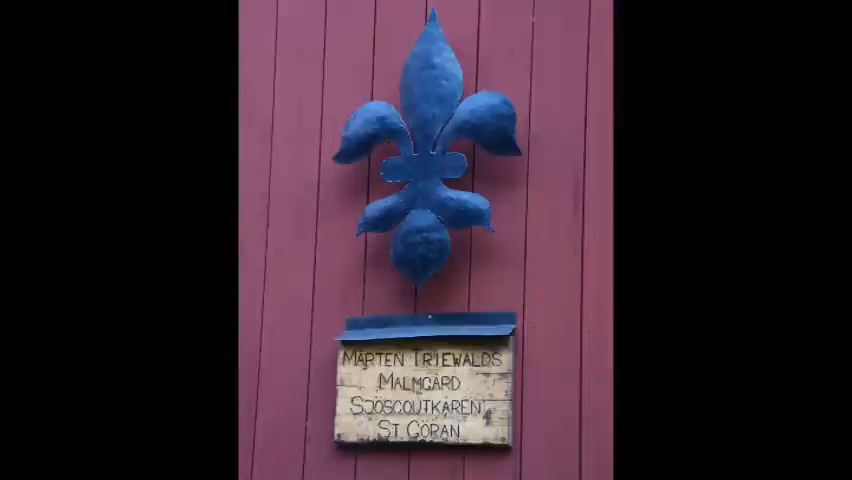 MÅRTEN TRIEWALDS
MALMGÅRD
SJÖSCOUTKÅREN
ST GÖRAN